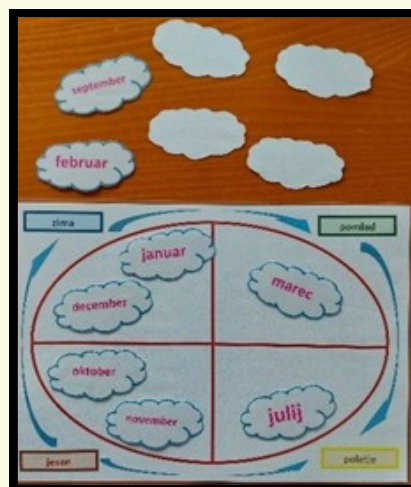 september
februar
zima
pomlad
januar
marec
december
oktober
november
julij
jesen
poletje